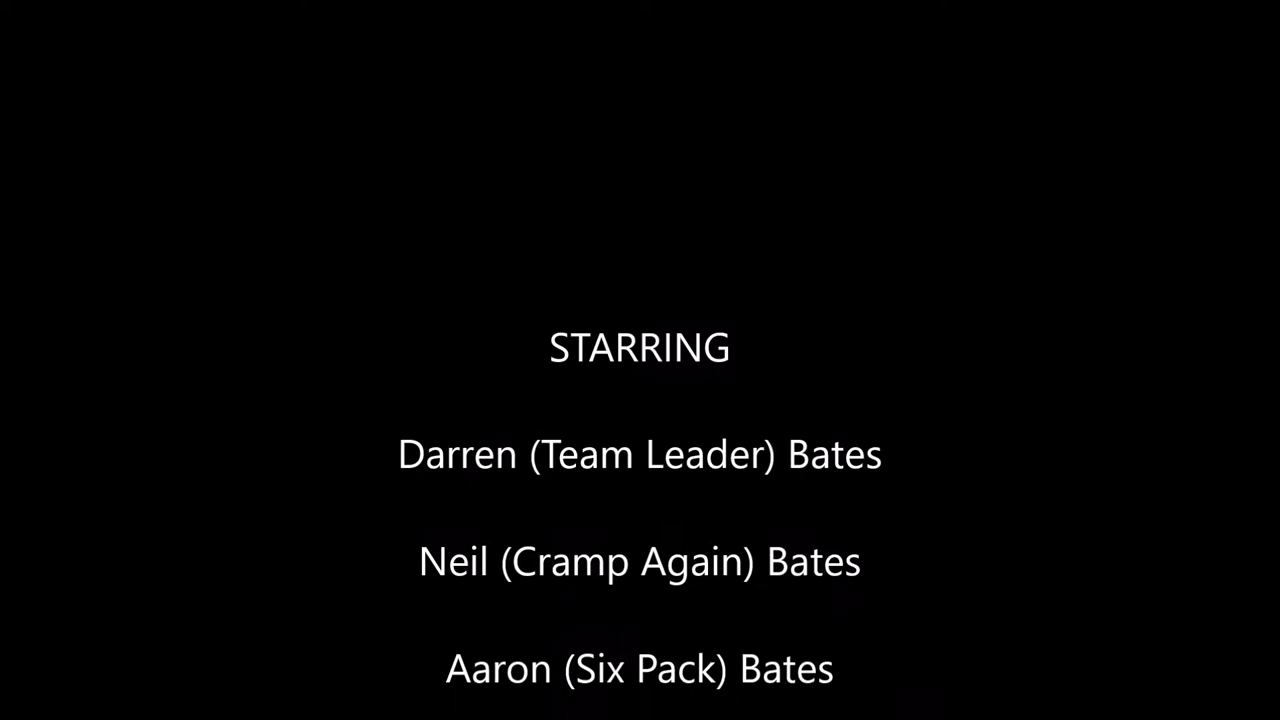 STARRING
Darren (Team Leader) Bates
Neil (Cramp Again) Bates
Aaron (Six Pack) Bates